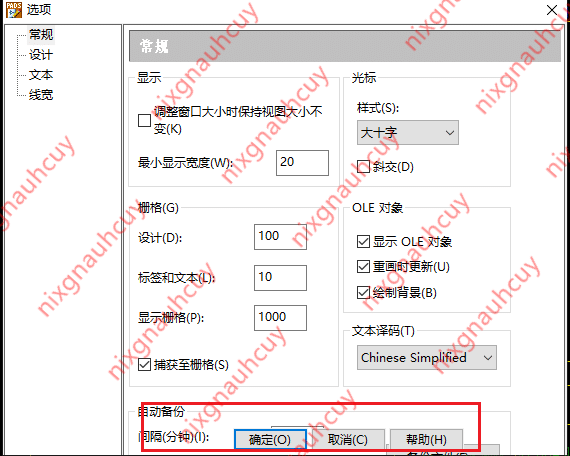 PADS
选项
常规
设计
文本
线宽
常规
显示
调整窗口大小时保持视图大小不
变(K)
最小显示宽度(W):
20
光标
样式(S):
大十字
斜交(D)
栅格(G)
设计(D):
100
标签和文本(L):
10
显示栅格(P):
1000
捕获至栅格(S)
OLE 对象
显示 OLE 对象
重画时更新(U)
绘制背景(B)
文本译码(T)
Chinese Simplified
自动备份
间隔(分钟)(I):
确定(O)
取消(C)
帮助(H)
nixgnauhcuy
nixgnauhcuy
nixgnauhcuy
nixgnauhcuy
nixgnauhcuy
nixgnauhcuy
nixgnauhcuy
nixgnauhcuy
nixgnauhcuy